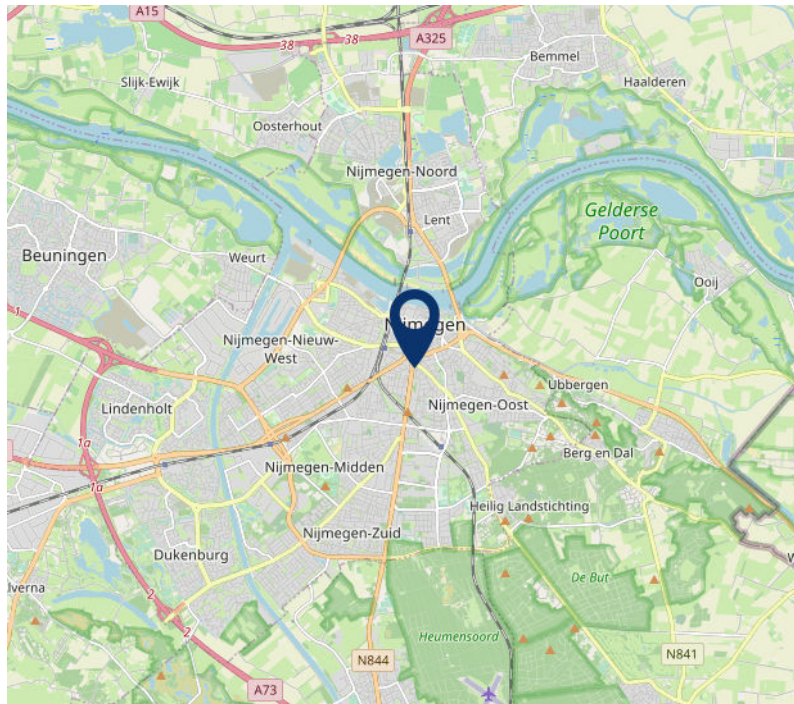 A15
38
38
A325
Bemmel
Slijk-Ewijk
Haalderen
Oosterhout
Nijmegen-Noord
Lent
Gelderse
Poort
Beuningen
Weurt
Ooij
1
Nijmegen
Nijmegen-Nieuw-
West
Ubbergen
Lindenholt
Nijmegen-Oost
1a
Berg en Dal
Nijmegen-Midden
1a
Heilig Landstichting
Nijmegen-Zuid
Dukenburg
De But
lverna
2
2
Heumensoord
N844
N841
A73